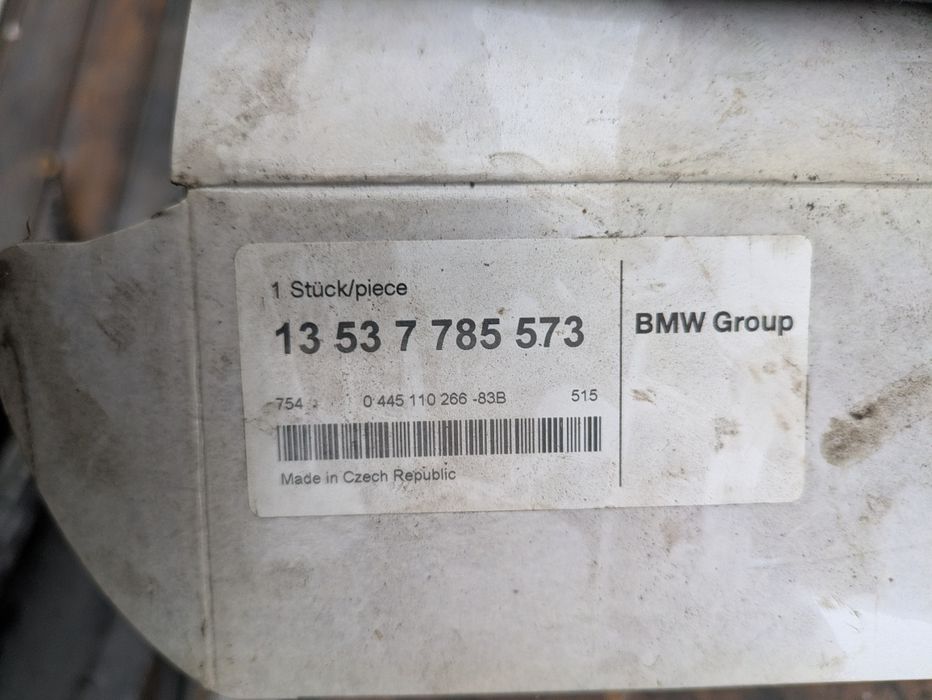 1 Stück/piece
13 53 7 785 573
BMW Group
754 0 445 110 266 -83B 515
Made in Czech Republic